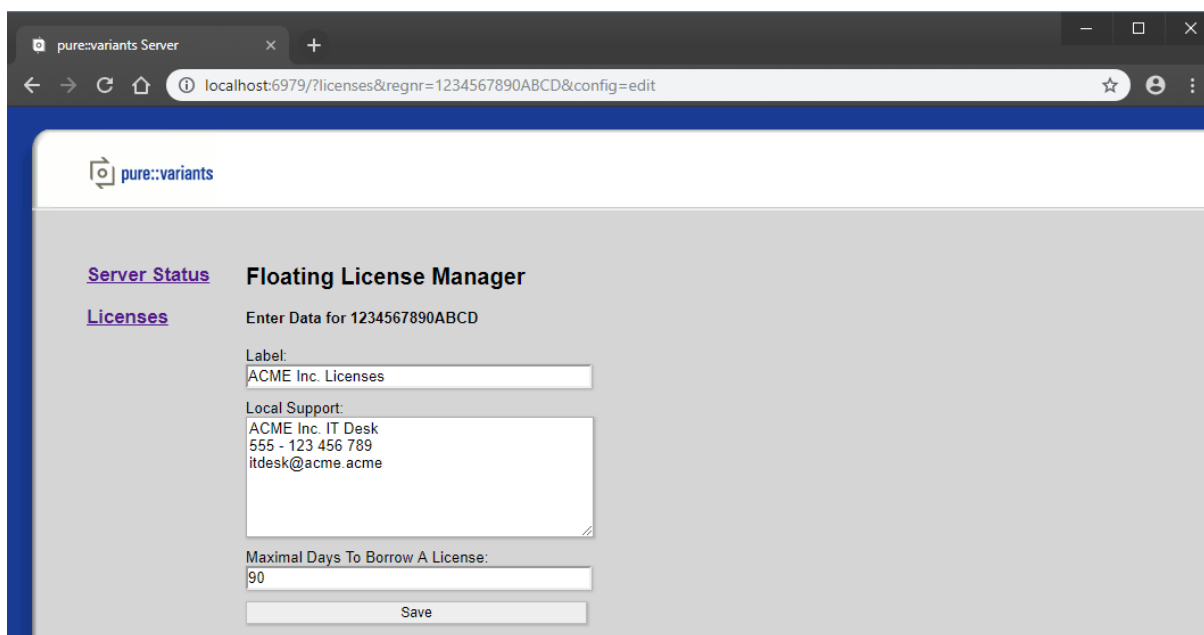 pure::variants Server
localhost:6979/?licenses&regnr=1234567890ABCD&config=edit
pure::variants
Server Status
Licenses
Floating License Manager
Enter Data for 1234567890ABCD
Label:
ACME Inc. Licenses
Local Support:
ACME Inc. IT Desk
555 - 123 456 789
itdesk@acme.acme
Maximal Days To Borrow A License:
90
Save